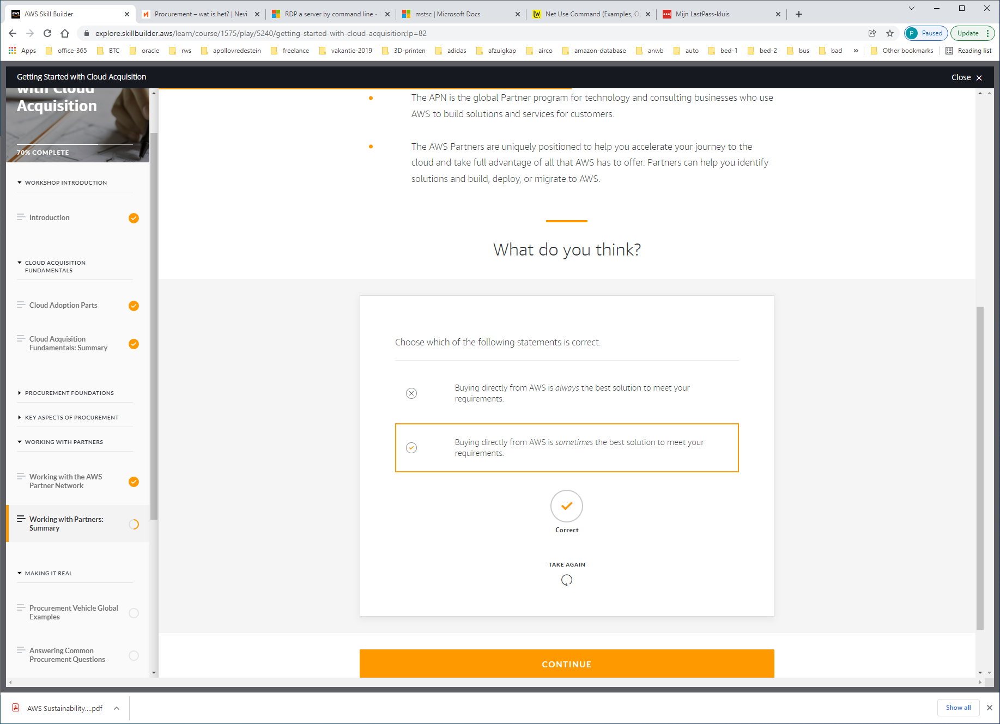 AWS Skill Builder
Procurement – wat is het? | Nevi
RDP a server by command line -
mstsc | Microsoft Docs
Net Use Command (Examples, O
Mijn LastPass-kluis
explore.skillbuilder.aws/learn/course/1575/play/5240/getting-started-with-cloud-acquisition;lp=82
P Paused
Update
Apps
office-365
BTC
oracle
rws
apollovredestein
freelance
vakantie-2019
3D-printen
adidas
afzuigkap
airco
amazon-database
anwb
auto
bed-1
bed-2
bus
bad
»
Other bookmarks
Reading list
Getting Started with Cloud Acquisition
Close
with Cloud
Acquisition
70% COMPLETE
WORKSHOP INTRODUCTION
Introduction
CLOUD ACQUISITION
FUNDAMENTALS
Cloud Adoption Parts
Cloud Acquisition
Fundamentals: Summary
PROCUREMENT FOUNDATIONS
KEY ASPECTS OF PROCUREMENT
WORKING WITH PARTNERS
Working with the AWS
Partner Network
Working with Partners:
Summary
MAKING IT REAL
Procurement Vehicle Global
Examples
Answering Common
Procurement Questions
The APN is the global Partner program for technology and consulting businesses who use
AWS to build solutions and services for customers.
The AWS Partners are uniquely positioned to help you accelerate your journey to the
cloud and take full advantage of all that AWS has to offer. Partners can help you identify
solutions and build, deploy, or migrate to AWS.
What do you think?
Choose which of the following statements is correct.
Buying directly from AWS is always the best solution to meet your
requirements.
Buying directly from AWS is sometimes the best solution to meet your
requirements.
Correct
TAKE AGAIN
CONTINUE
AWS Sustainability....pdf
Show all